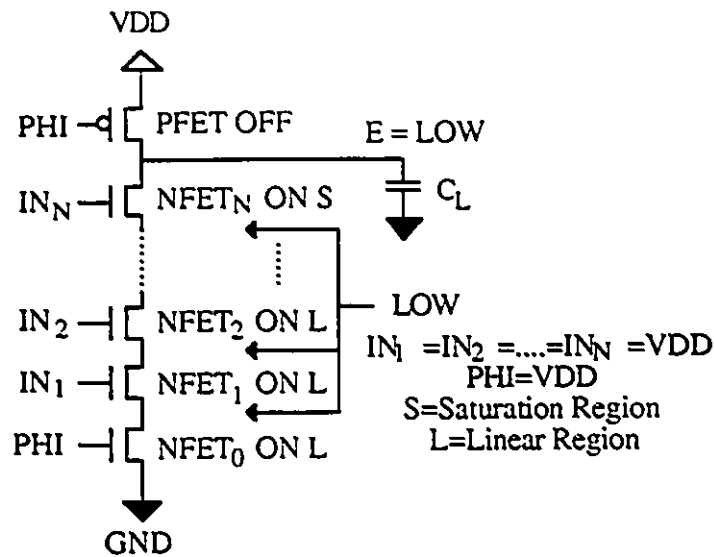 VDD
PHI PFET OFF
E = LOW
C_L
IN_N NFET_N ON S
LOW
IN_2 NFET_2 ON L
IN_1 =IN_2 =....=IN_N =VDD
PHI=VDD
IN_1 NFET_1 ON L
S=Saturation Region
L=Linear Region
PHI NFET_0 ON L
GND